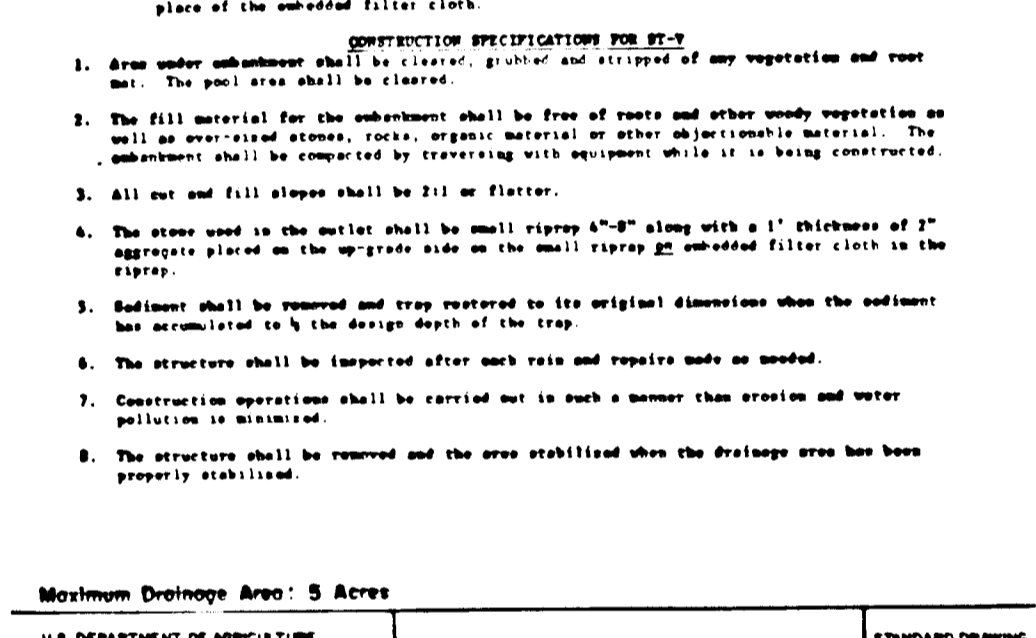 place of the embedded filter cloth.
CONSTRUCTION SPECIFICATIONS FOR ST-V
1. Area under embankment shall be cleared, grubbed and stripped of any vegetation and root
mat. The pool area shall be cleared.
2. The fill material for the embankment shall be free of roots and other woody vegetation as
well as over-sized stones, rocks, organic material or other objectionable material. The
embankment shall be compacted by traversing with equipment while it is being constructed.
3. All cut and fill slopes shall be 2:1 or flatter.
4. The stone used in the outlet shall be small riprap 4"-8" along with a 1' thickness of 2"
aggregate placed on the up-grade side on the small riprap or embedded filter cloth in the
riprap.
5. Sediment shall be removed and trap restored to its original dimensions when the sediment
has accumulated to ½ the design depth of the trap.
6. The structure shall be inspected after each rain and repairs made as needed.
7. Construction operations shall be carried out in such a manner than erosion and water
pollution is minimized.
8. The structure shall be removed and the area stabilized when the drainage area has been
properly stabilized.
Maximum Drainage Area: 5 Acres
U.S. DEPARTMENT OF AGRICULTURE
STANDARD DRAWING